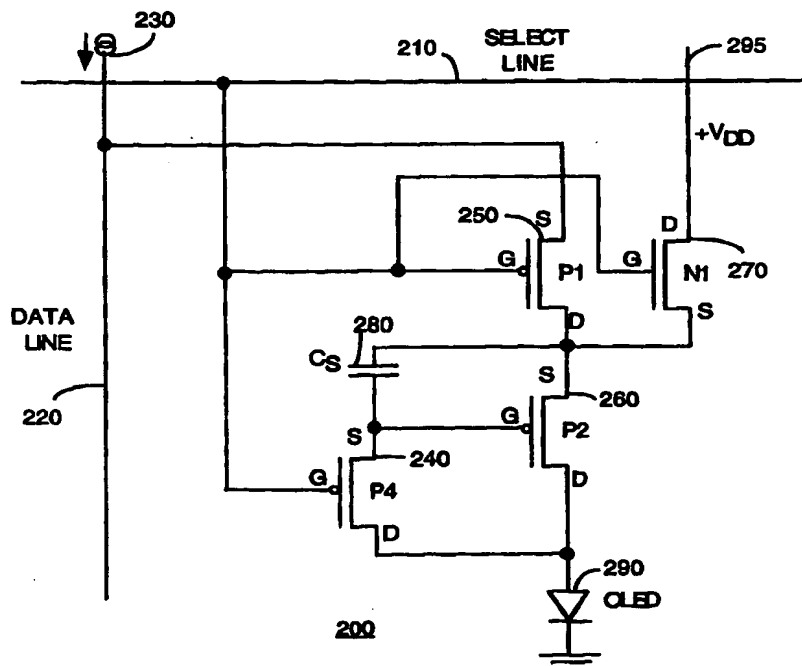 230
SELECT
LINE
210
295
+VDD
250
S
D
G
P1
G
N1
270
DATA
LINE
280
D
S
CS
S
260
220
S
240
G
P2
G
P4
D
D
290
OLED
200